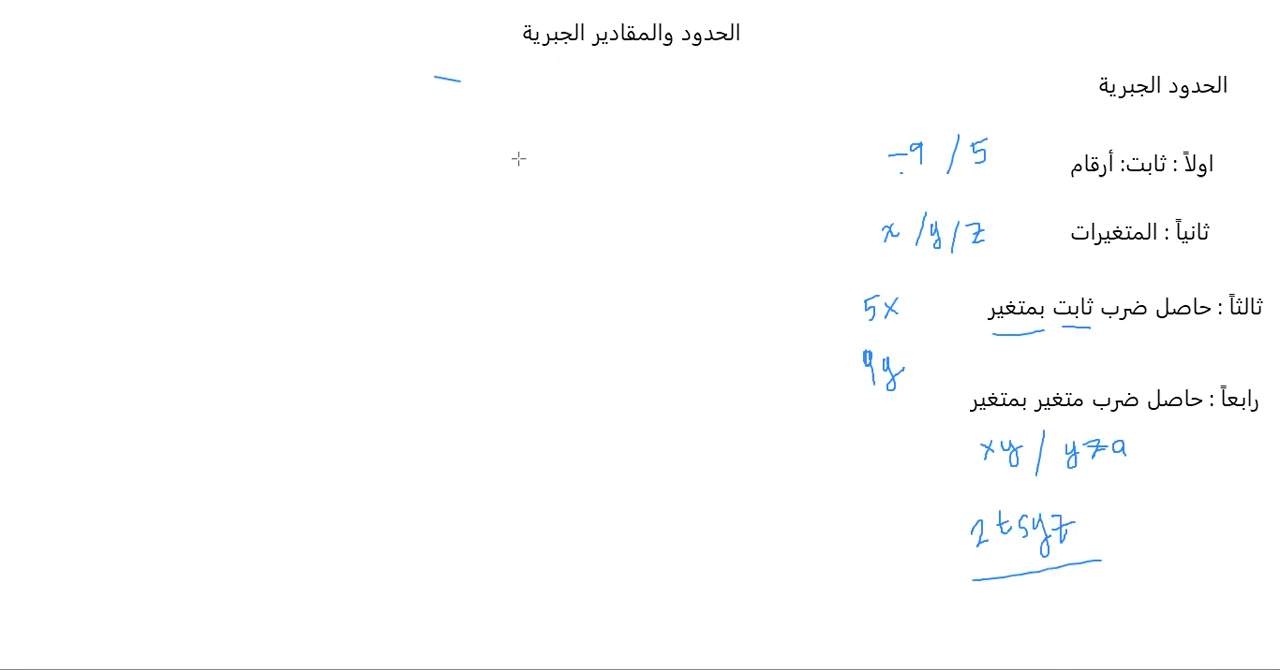 الحدود والمقادير الجبرية
الحدود الجبرية
اولاً : ثابت: أرقام -9 / 5
ثانياً : المتغيرات x / y / z
ثالثاً : حاصل ضرب ثابت بمتغير 5x
9y
رابعاً : حاصل ضرب متغير بمتغير
xy / yza
2tsyz